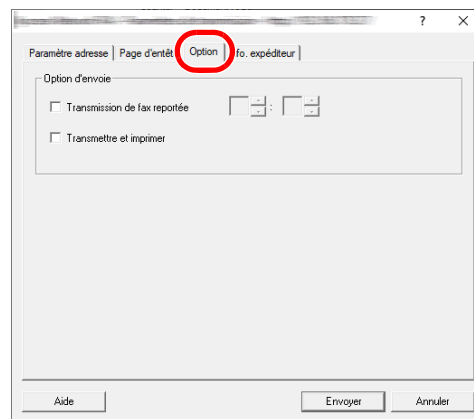 ?
Paramètre adresse Page d'entêt Option fo. expéditeur
Option d'envoie
Transmission de fax reportée :
Transmettre et imprimer
Aide Envoyer Annuler